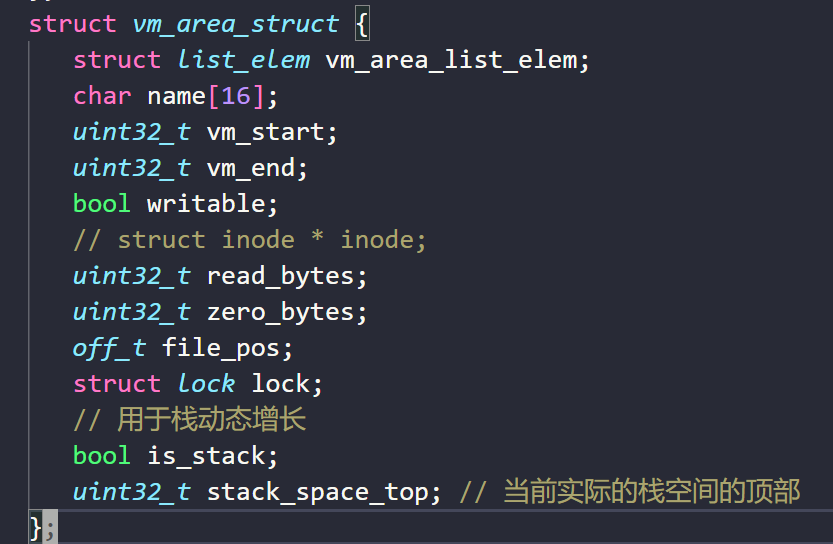 struct vm_area_struct {
struct list_elem vm_area_list_elem;
char name[16];
uint32_t vm_start;
uint32_t vm_end;
bool writable;
// struct inode * inode;
uint32_t read_bytes;
uint32_t zero_bytes;
off_t file_pos;
struct lock lock;
// 用于栈动态增长
bool is_stack;
uint32_t stack_space_top; // 当前实际的栈空间的顶部
};